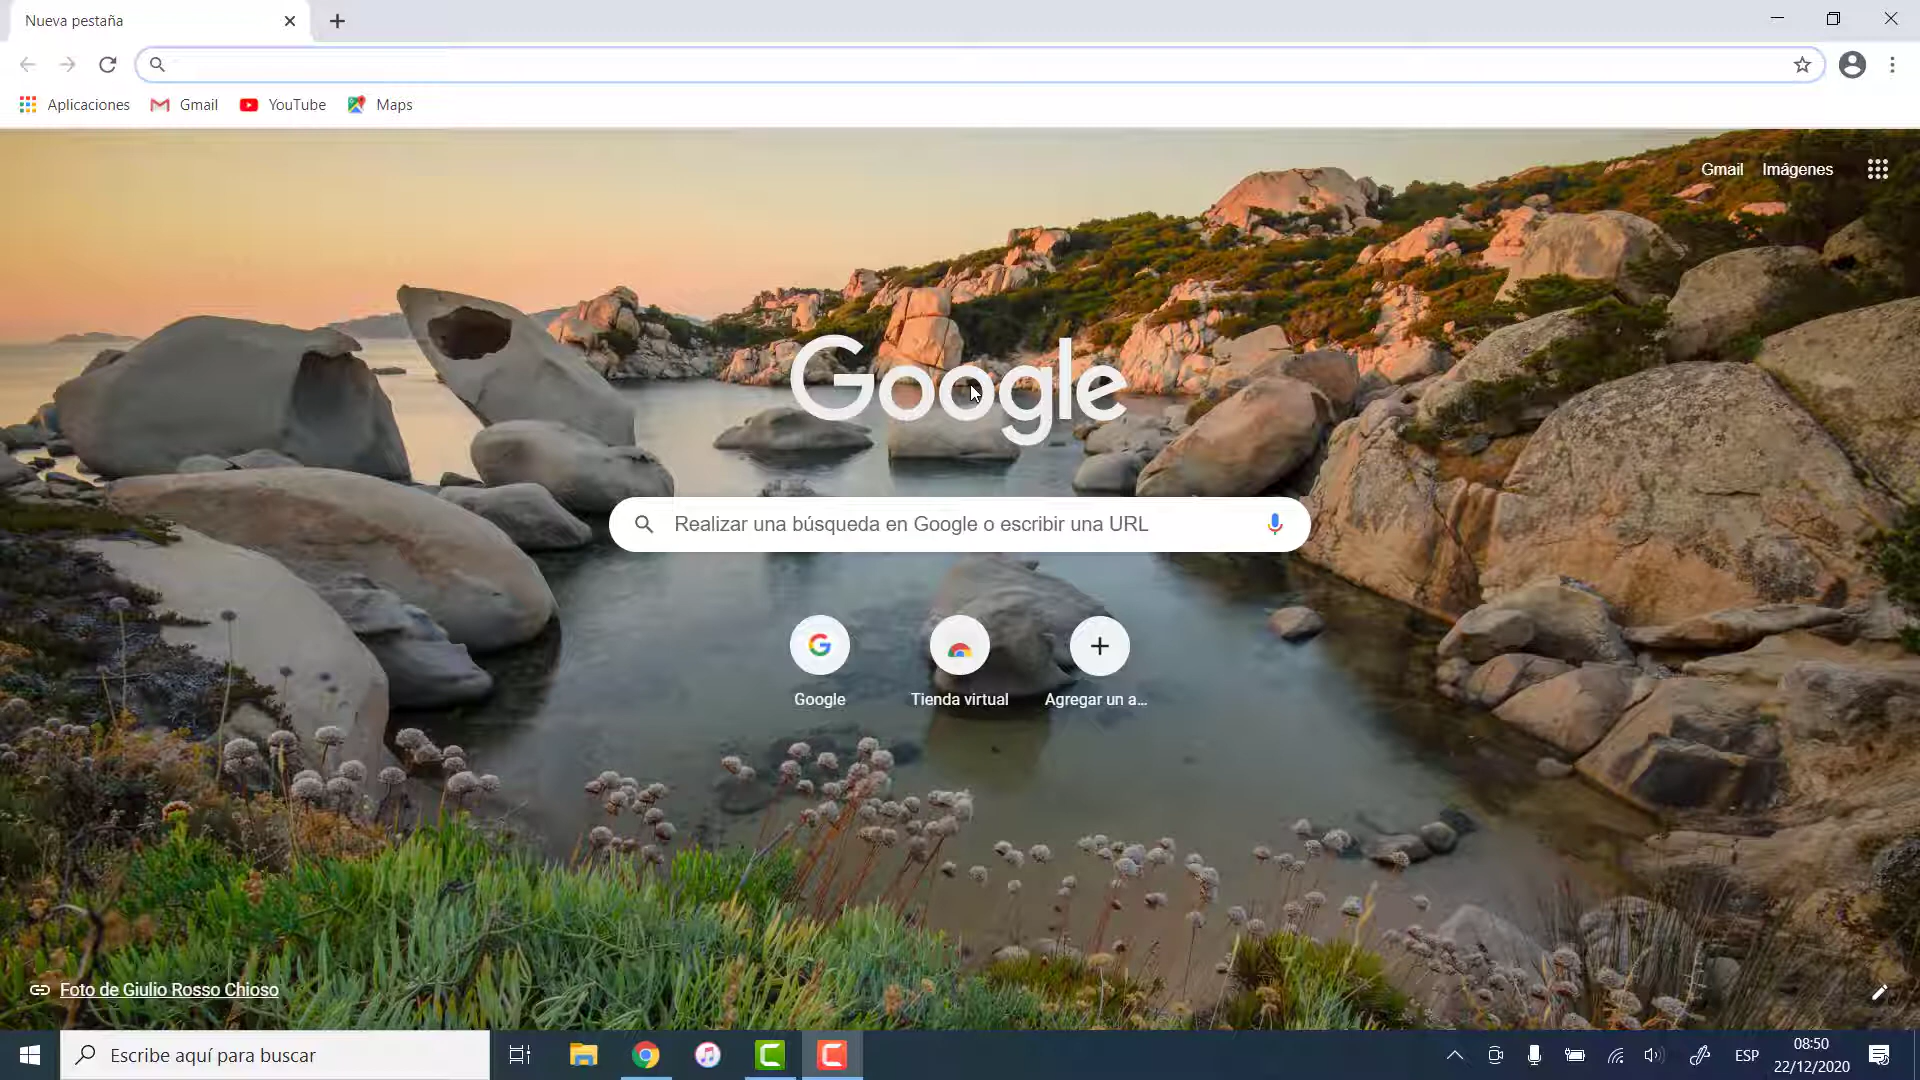 Nueva pestaña
Aplicaciones
Gmail
YouTube
Maps
Gmail
Imágenes
Google
Realizar una búsqueda en Google o escribir una URL
Google
Tienda virtual
Agregar un a...
Foto de Giulio Rosso Chioso
Escribe aquí para buscar
ESP
08:50
22/12/2020